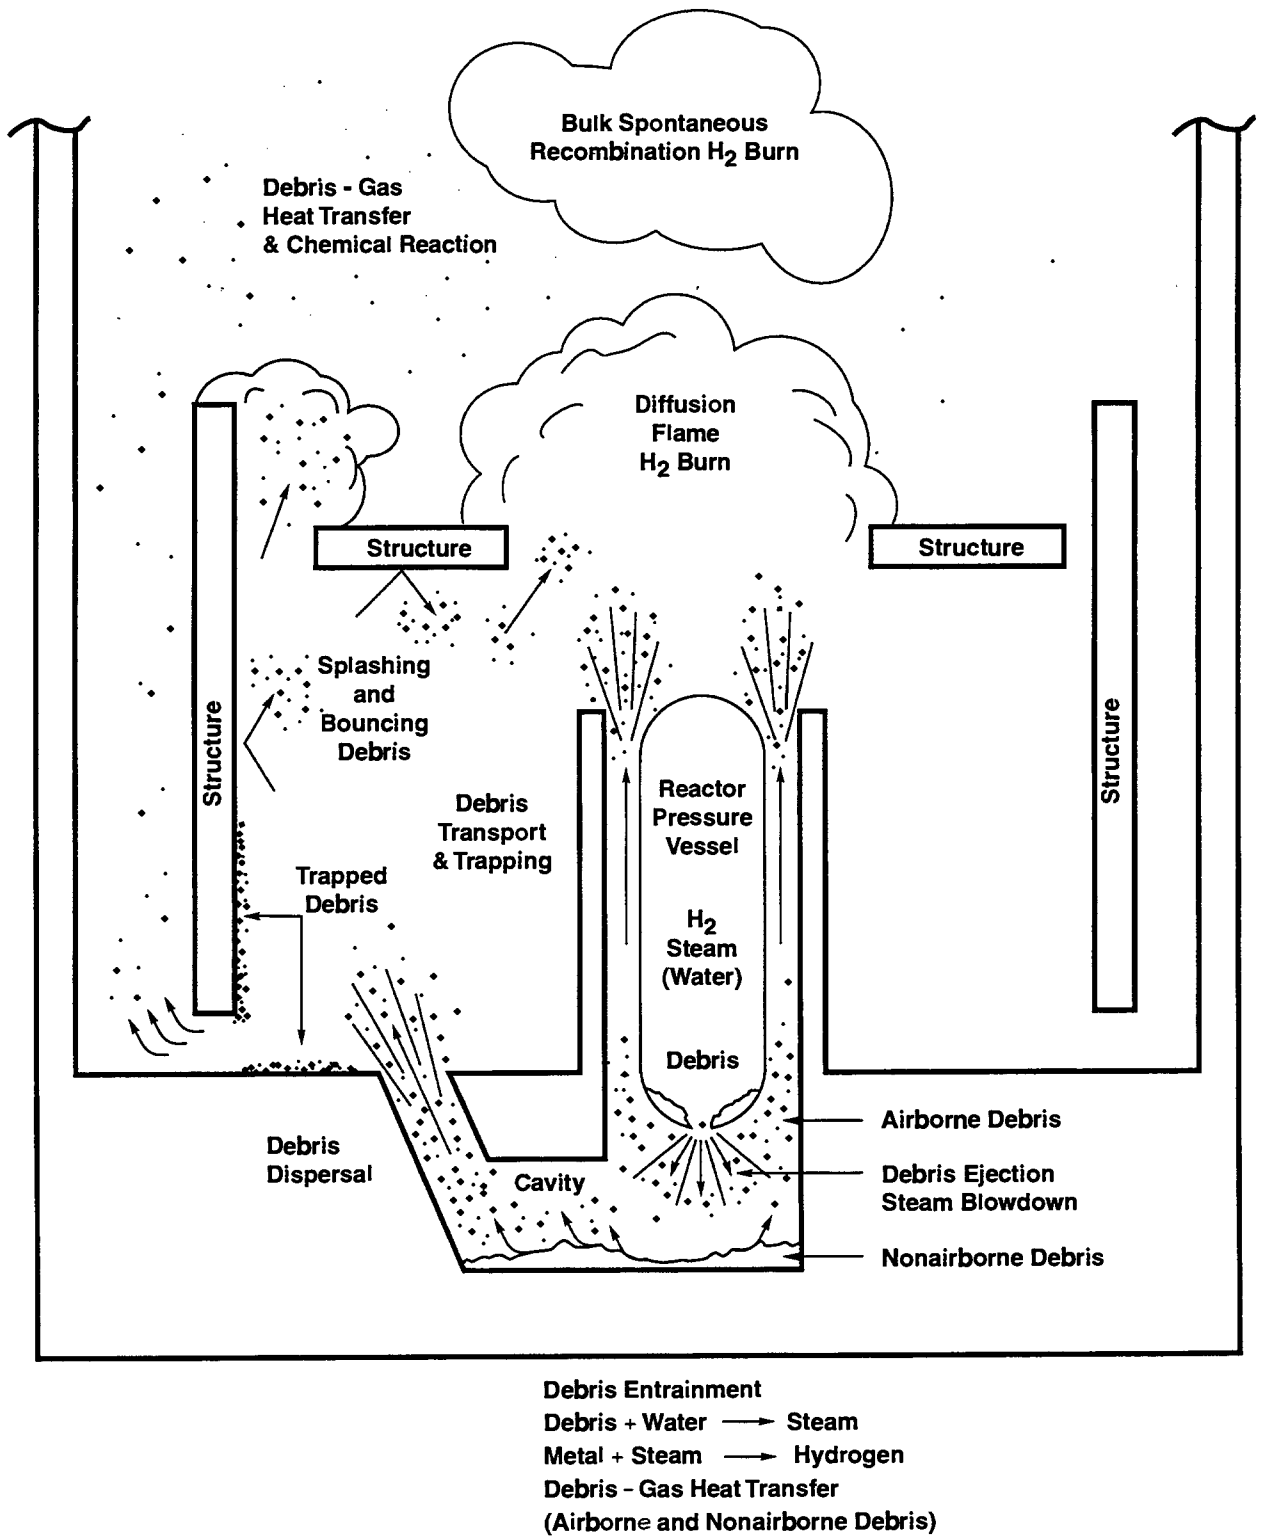 Bulk Spontaneous
Recombination H2 Burn
Debris - Gas
Heat Transfer
& Chemical Reaction
Diffusion
Flame
H2 Burn
Structure
Structure
Splashing
and
Bouncing
Debris
Structure
Structure
Debris
Transport
& Trapping
Reactor
Pressure
Vessel
Trapped
Debris
H2
Steam
(Water)
Debris
Airborne Debris
Debris
Dispersal
Cavity
Debris Ejection
Steam Blowdown
Nonairborne Debris
Debris Entrainment
Debris + Water → Steam
Metal + Steam → Hydrogen
Debris - Gas Heat Transfer
(Airborne and Nonairborne Debris)